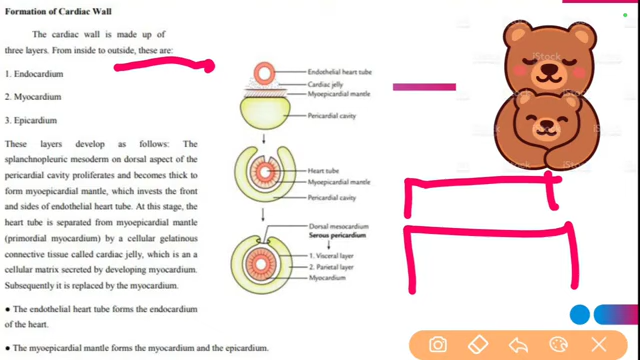 Formation of Cardiac Wall
The cardiac wall is made up of
three layers. From inside to outside, these are:
1. Endocardium
2. Myocardium
3. Epicardium
These layers develop as follows: The
splanchnopleuric mesoderm on dorsal aspect of the
pericardial cavity proliferates and becomes thick to
form myoepicardial mantle, which invests the front
and sides of endothelial heart tube. At this stage, the
heart tube is separated from myoepicardial mantle
(primordial myocardium) by a cellular gelatinous
connective tissue called cardiac jelly, which is an
cellular matrix secreted by developing myocardium.
Subsequently it is replaced by the myocardium.
● The endothelial heart tube forms the endocardium
of the heart.
● The myoepicardial mantle forms the myocardium and the epicardium.
Endothelial heart tube
Cardiac jelly
Myoepicardial mantle
Pericardial cavity
Heart tube
Myoepicardial mantle
Pericardial cavity
Dorsal mesocardium
Serous pericardium
1. Visceral layer
2. Parietal layer
Myocardium
iStock
iStock